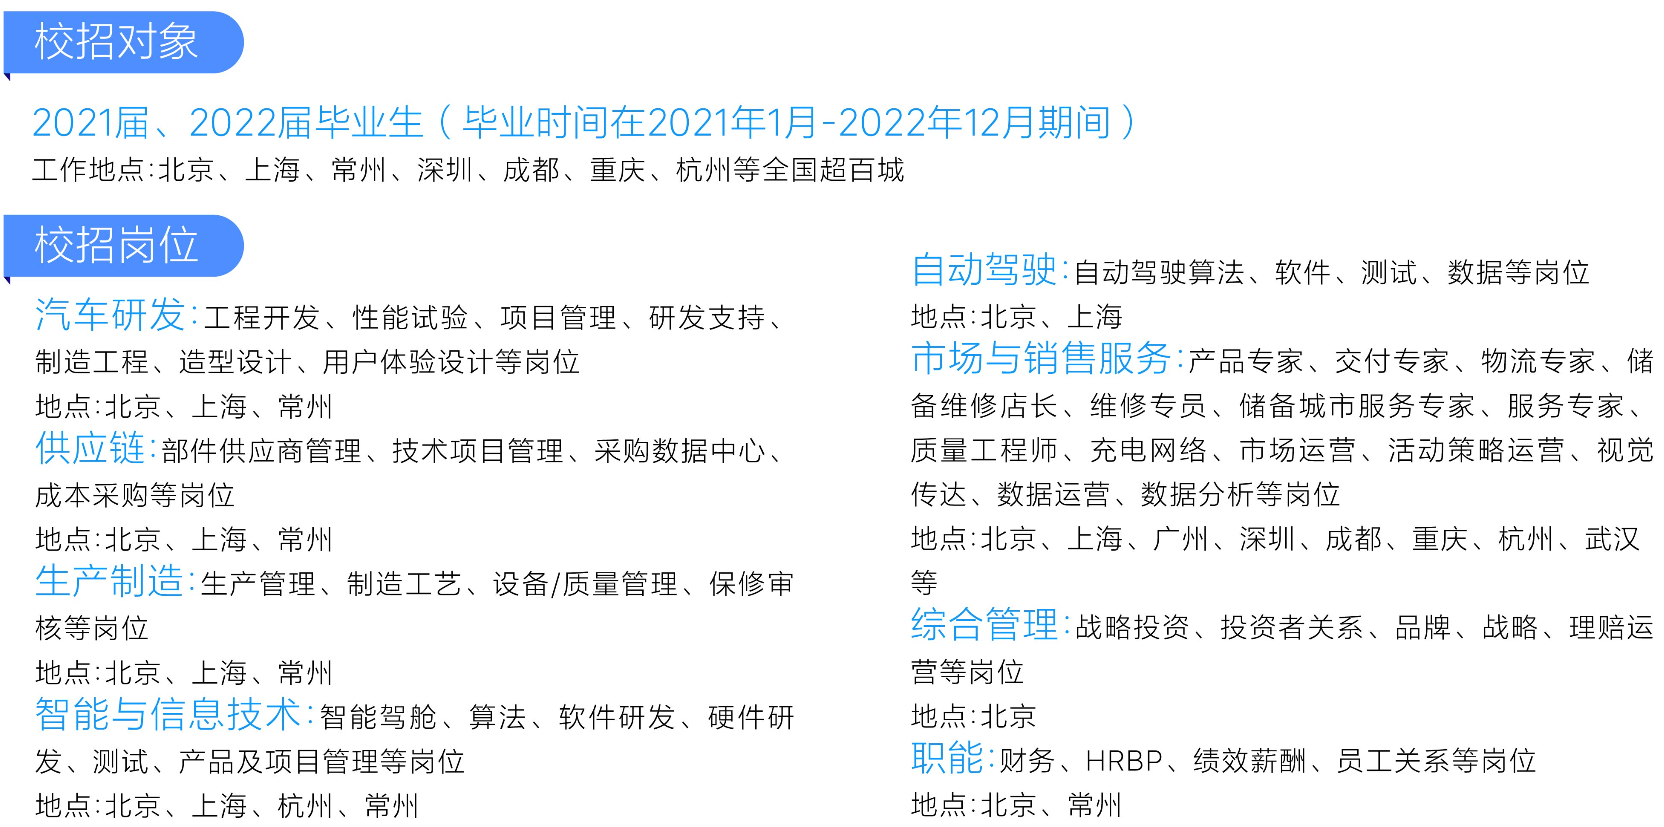 校招对象
2021届、2022届毕业生（毕业时间在2021年1月-2022年12月期间）
工作地点:北京、上海、常州、深圳、成都、重庆、杭州等全国超百城
校招岗位
汽车研发:工程开发、性能试验、项目管理、研发支持、
制造工程、造型设计、用户体验设计等岗位
地点:北京、上海、常州
供应链:部件供应商管理、技术项目管理、采购数据中心、
成本采购等岗位
地点:北京、上海、常州
生产制造:生产管理、制造工艺、设备/质量管理、保修审
核等岗位
地点:北京、上海、常州
智能与信息技术:智能驾舱、算法、软件研发、硬件研
发、测试、产品及项目管理等岗位
地点:北京、上海、杭州、常州
自动驾驶:自动驾驶算法、软件、测试、数据等岗位
地点:北京、上海
市场与销售服务:产品专家、交付专家、物流专家、储
备维修店长、维修专员、储备城市服务专家、服务专家、
质量工程师、充电网络、市场运营、活动策略运营、视觉
传达、数据运营、数据分析等岗位
地点:北京、上海、广州、深圳、成都、重庆、杭州、武汉
等
综合管理:战略投资、投资者关系、品牌、战略、理赔运
营等岗位
地点:北京
职能:财务、HRBP、绩效薪酬、员工关系等岗位
地点:北京、常州